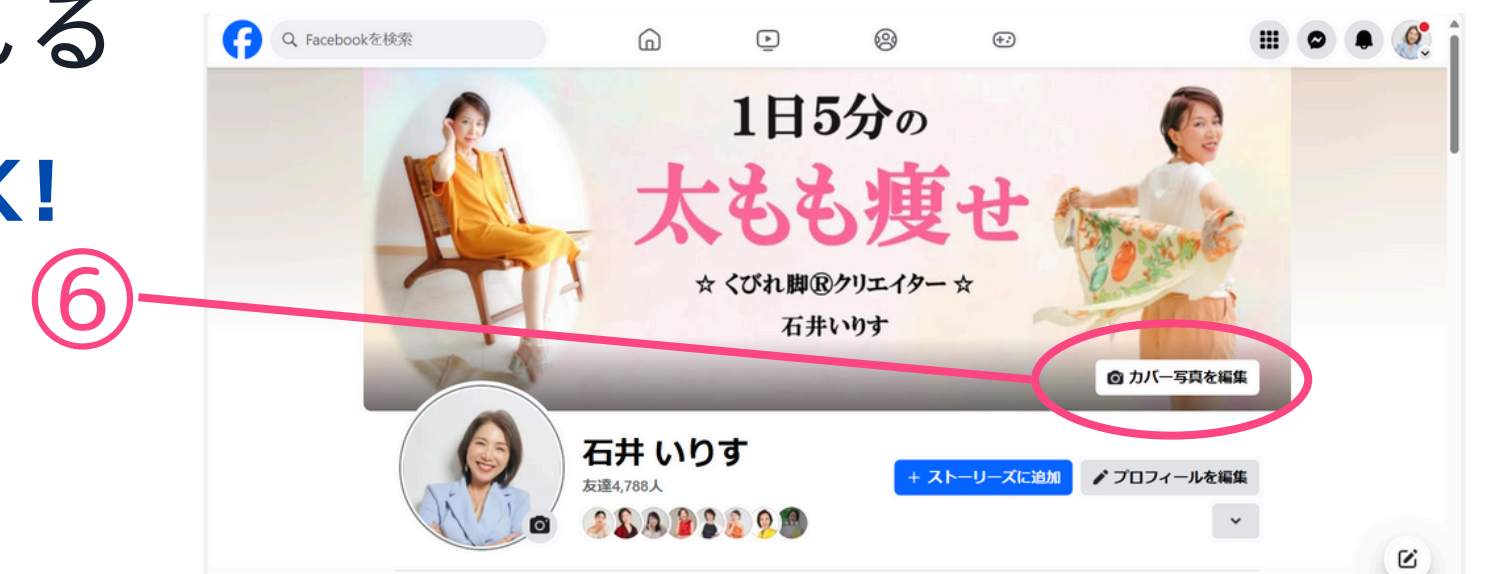 る
K!
⑥
Facebookを検索
1日5分の
太もも痩せ
☆ くびれ脚®クリエイター ☆
石井いりす
カバー写真を編集
石井 いりす
友達4,788人
+ ストーリーズに追加
プロフィールを編集